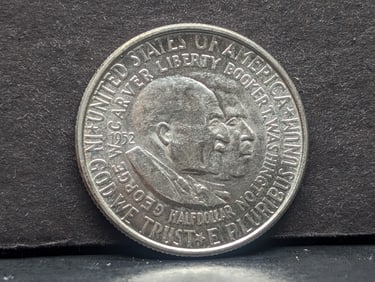 UNITED STATES OF AMERICA
IN GOD WE TRUST ★ E PLURIBUS UNUM
GEORGE W. CARVER
LIBERTY
BOOKER T. WASHINGTON
1952
HALF DOLLAR